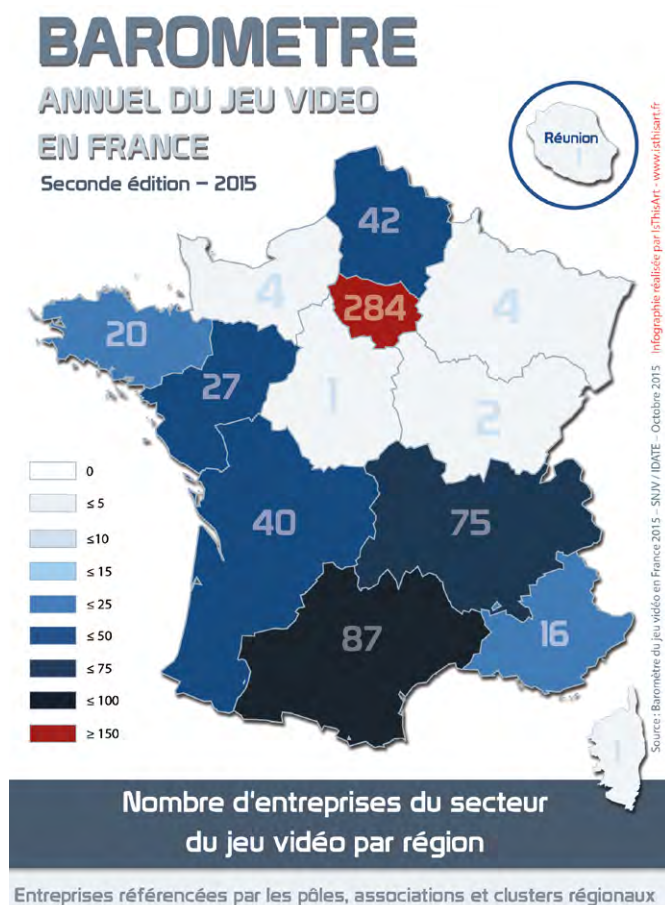 BAROMETRE
ANNUEL DU JEU VIDEO
EN FRANCE
Seconde édition – 2015
Réunion
1
42
4
284
4
20
27
1
2
40
75
87
16
1
0
≤ 5
≤10
≤ 15
≤ 25
≤ 50
≤ 75
≤ 100
≥ 150
Source : Baromètre du jeu vidéo en France 2015 – SNJV / IDATE – Octobre 2015 Infographie réalisée par IsThisArt - www.isthisart.fr
Nombre d'entreprises du secteur
du jeu vidéo par région
Entreprises référencées par les pôles, associations et clusters régionaux